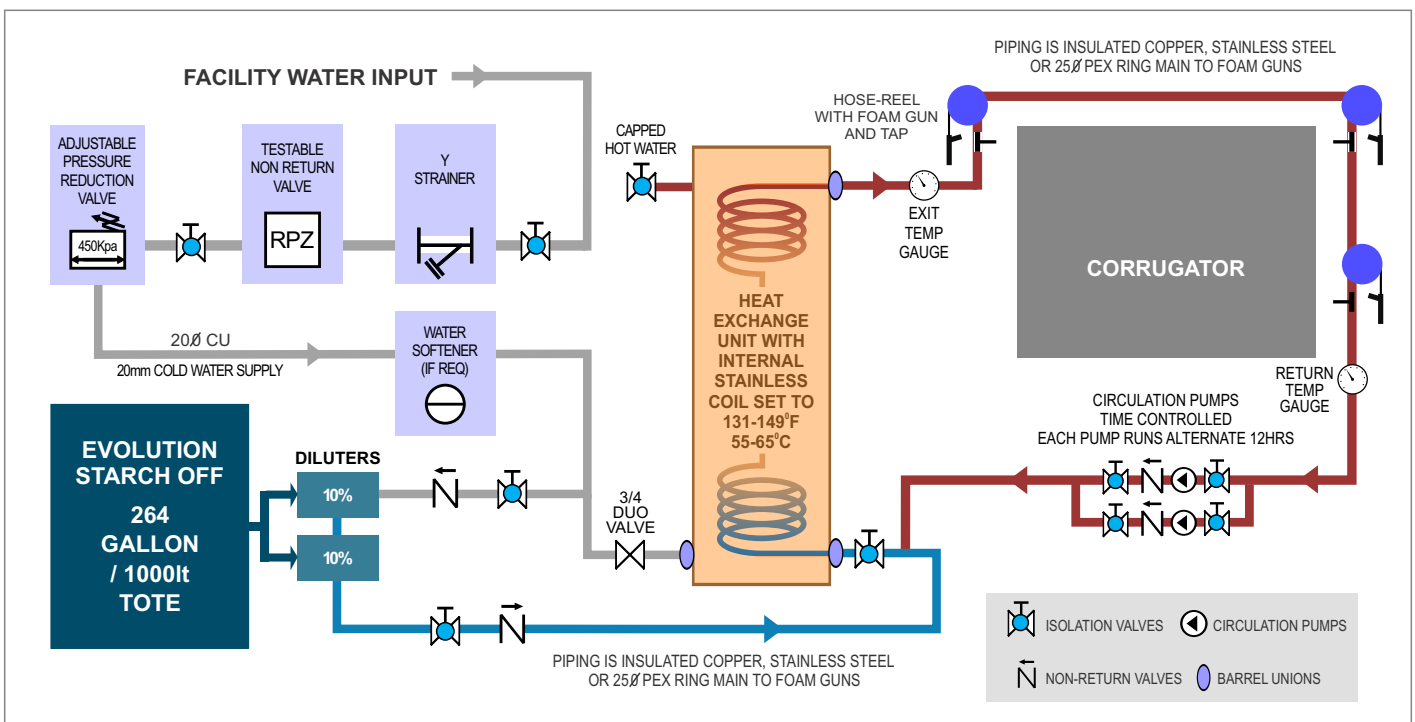 FACILITY WATER INPUT
ADJUSTABLE
PRESSURE
REDUCTION
VALVE
450Kpa
TESTABLE
NON RETURN
VALVE
RPZ
Y
STRAINER
20Ø CU
20mm COLD WATER SUPPLY
WATER
SOFTENER
(IF REQ)
EVOLUTION
STARCH OFF
264
GALLON
/ 1000lt
TOTE
DILUTERS
10%
10%
3/4
DUO
VALVE
CAPPED
HOT WATER
HEAT
EXCHANGE
UNIT WITH
INTERNAL
STAINLESS
COIL SET TO
131-149°F
55-65°C
HOSE-REEL
WITH FOAM GUN
AND TAP
EXIT
TEMP
GAUGE
PIPING IS INSULATED COPPER, STAINLESS STEEL
OR 25Ø PEX RING MAIN TO FOAM GUNS
CORRUGATOR
RETURN
TEMP
GAUGE
CIRCULATION PUMPS
TIME CONTROLLED
EACH PUMP RUNS ALTERNATE 12HRS
PIPING IS INSULATED COPPER, STAINLESS STEEL
OR 25Ø PEX RING MAIN TO FOAM GUNS
ISOLATION VALVES
CIRCULATION PUMPS
NON-RETURN VALVES
BARREL UNIONS